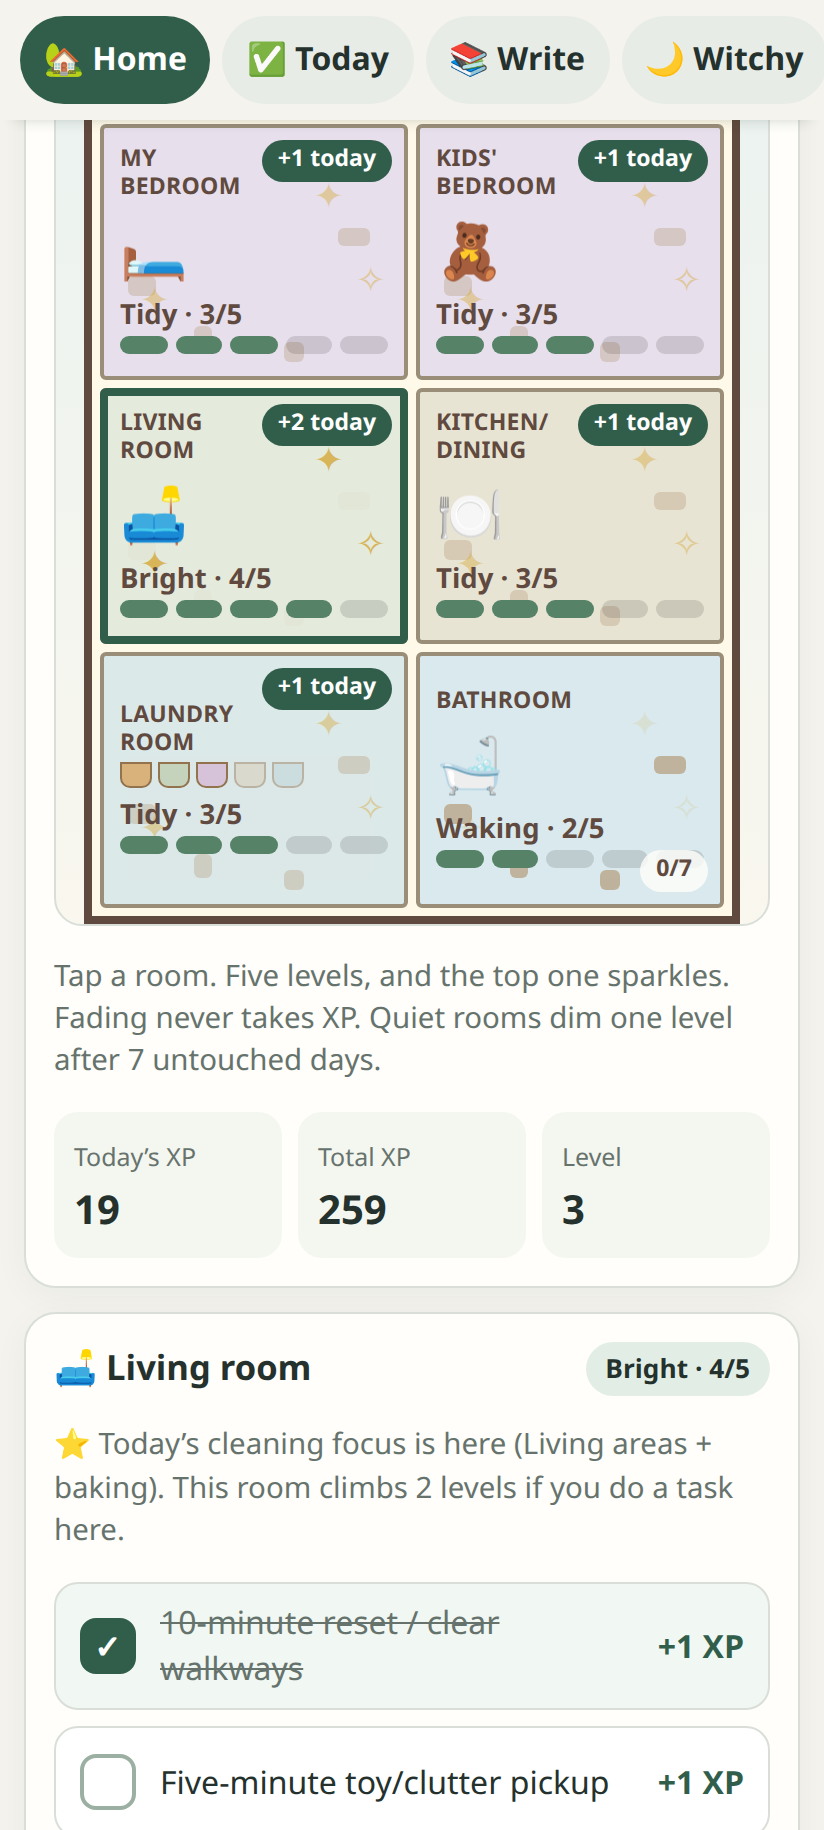 🏡 Home
✅ Today
📚 Write
🌙 Witchy
MY
BEDROOM
+1 today
Tidy · 3/5
KIDS'
BEDROOM
+1 today
Tidy · 3/5
LIVING
ROOM
+2 today
Bright · 4/5
KITCHEN/
DINING
+1 today
Tidy · 3/5
LAUNDRY
ROOM
+1 today
Tidy · 3/5
BATHROOM
Waking · 2/5
0/7
Tap a room. Five levels, and the top one sparkles.
Fading never takes XP. Quiet rooms dim one level
after 7 untouched days.
Today’s XP
19
Total XP
259
Level
3
🛋️ Living room
Bright · 4/5
⭐ Today’s cleaning focus is here (Living areas +
baking). This room climbs 2 levels if you do a task
here.
10-minute reset / clear
walkways
+1 XP
Five-minute toy/clutter pickup
+1 XP